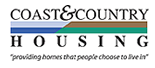 COAST&COUNTRY
HOUSING
"providing homes that people choose to live in"